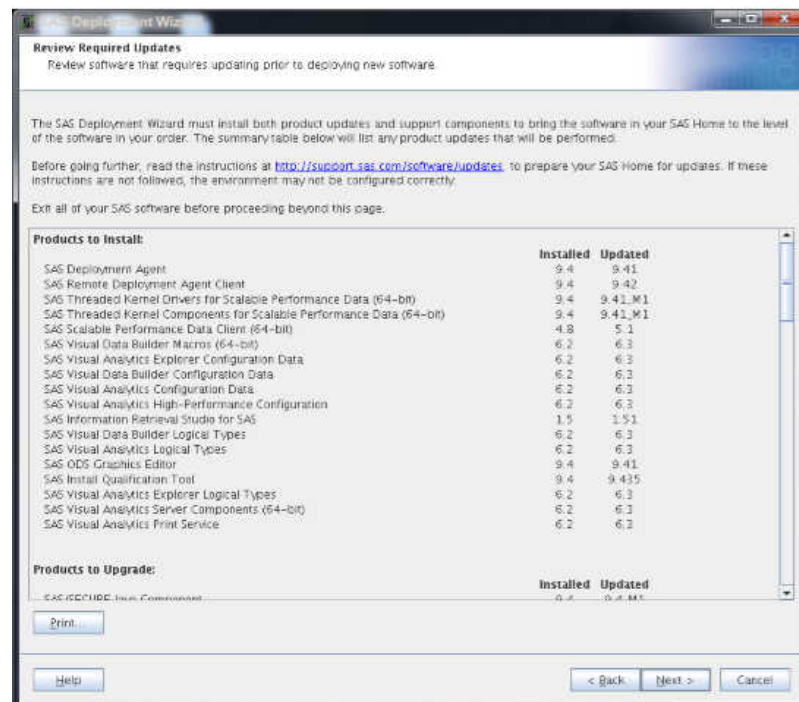 SAS Deployment Wizard
Review Required Updates
Review software that requires updating prior to deploying new software.
The SAS Deployment Wizard must install both product updates and support components to bring the software in your SAS Home to the level
of the software in your order. The summary table below will list any product updates that will be performed.
Before going further, read the instructions at http://support.sas.com/software/updates, to prepare your SAS Home for updates. If these
instructions are not followed, the environment may not be configured correctly.
Exit all of your SAS software before proceeding beyond this page.
Products to Install:
Installed Updated
SAS Deployment Agent 9.4 9.41
SAS Remote Deployment Agent Client 9.4 9.42
SAS Threaded Kernel Drivers for Scalable Performance Data (64-bit) 9.4 9.41_M1
SAS Threaded Kernel Components for Scalable Performance Data (64-bit) 9.4 9.41_M1
SAS Scalable Performance Data Client (64-bit) 4.8 5.1
SAS Visual Data Builder Macros (64-bit) 6.2 6.3
SAS Visual Analytics Explorer Configuration Data 6.2 6.3
SAS Visual Data Builder Configuration Data 6.2 6.3
SAS Visual Analytics Configuration Data 6.2 6.3
SAS Visual Analytics High-Performance Configuration 6.2 6.3
SAS Information Retrieval Studio for SAS 1.5 1.51
SAS Visual Data Builder Logical Types 6.2 6.3
SAS Visual Analytics Logical Types 6.2 6.3
SAS ODS Graphics Editor 9.4 9.41
SAS Install Qualification Tool 9.4 9.435
SAS Visual Analytics Explorer Logical Types 6.2 6.3
SAS Visual Analytics Server Components (64-bit) 6.2 6.3
SAS Visual Analytics Print Service 6.2 6.3
Products to Upgrade:
Installed Updated
SAS/SECURE Java Component 9.4 9.4_M1
Print...
Help
< Back
Next >
Cancel